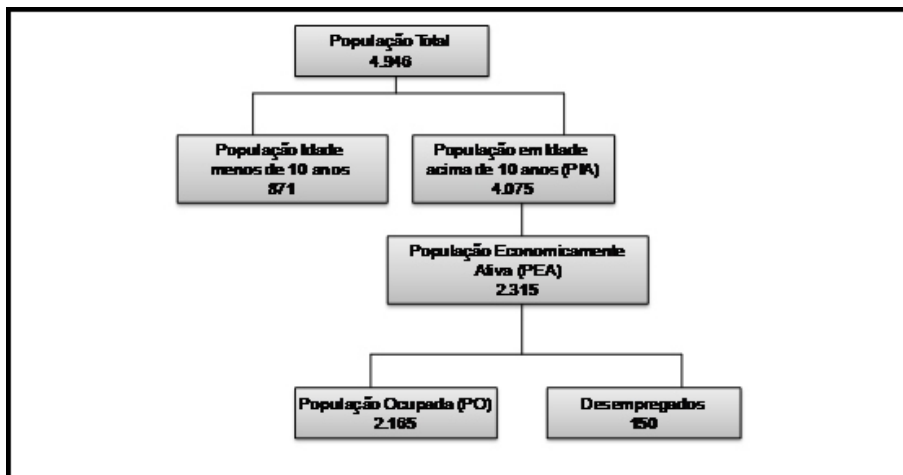 População Total
4.946
População Idade
menos de 10 anos
871
População em Idade
acima de 10 anos (PIA)
4.075
População Economicamente
Ativa (PEA)
2.315
População Ocupada (PO)
2.165
Desempregados
150